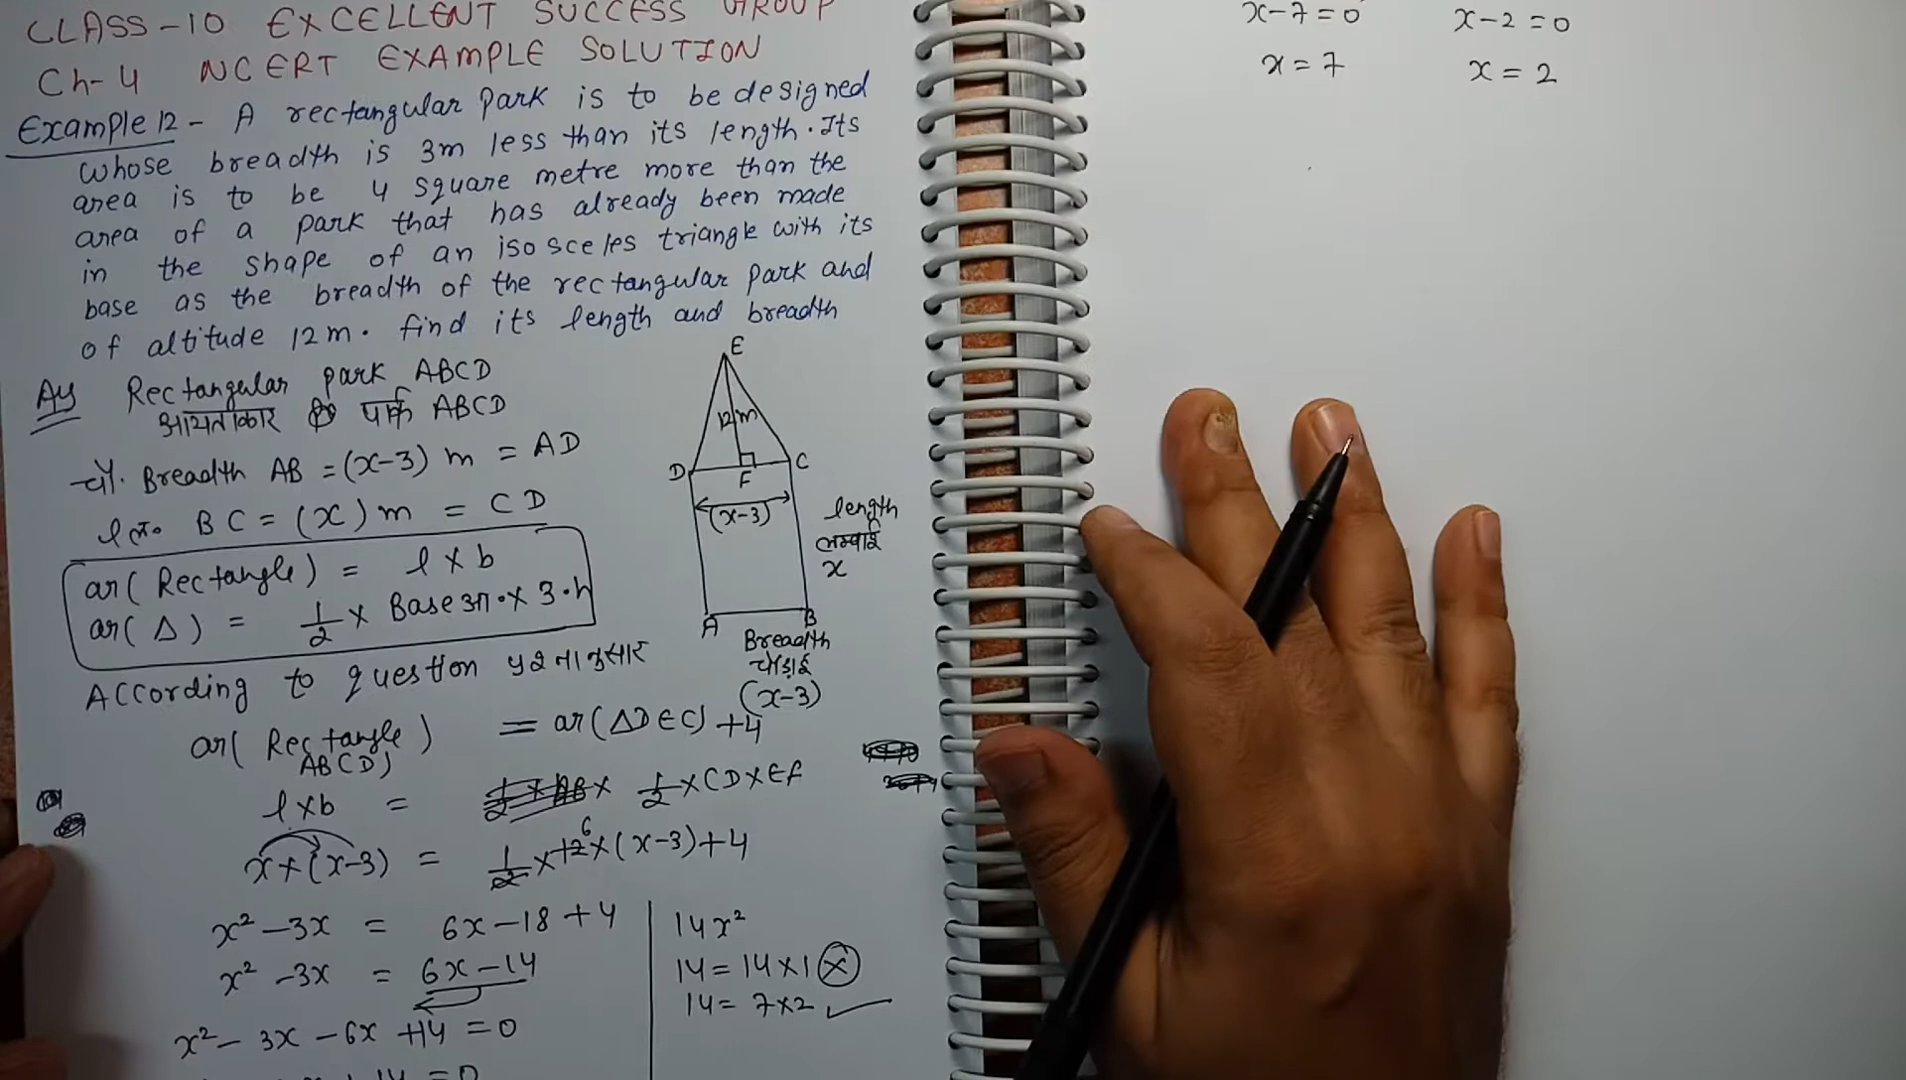 CLASS-10 EXCELLENT SUCCESS GROUP
Ch-4 NCERT EXAMPLE SOLUTION
Example 12 - A rectangular park is to be designed
whose breadth is 3m less than its length. Its
area is to be 4 square metre more than the
area of a park that has already been made
in the shape of an isosceles triangle with its
base as the breadth of the rectangular park and
of altitude 12 m. find its length and breadth
Rectangular park ABCD
आयताकार पार्क ABCD
चौ. Breadth AB = (x-3) m = AD
BC = (x) m = CD
ar( Rectangle ) = l x b
ar( Δ ) = 1/2 x Base आ. x उ.h
According to question प्रश्नानुसार
ar( Rectangle ABCD) = ar(ΔDEC) +4
l x b = 1/2 x CD x EF
x x (x-3) = 1/2 x 12 6 x (x-3)+4
x² - 3x = 6x - 18 + 4
x² - 3x = 6x - 14
x² - 3x - 6x + 14 = 0
E
12 m
D
F
C
(x-3)
length
लम्बाई
x
A
B
Breadth
चौड़ाई
(x-3)
14x²
14 = 14 x 1 x
14 = 7 x 2 ✓
x-7=0 x-2=0
x=7 x=2